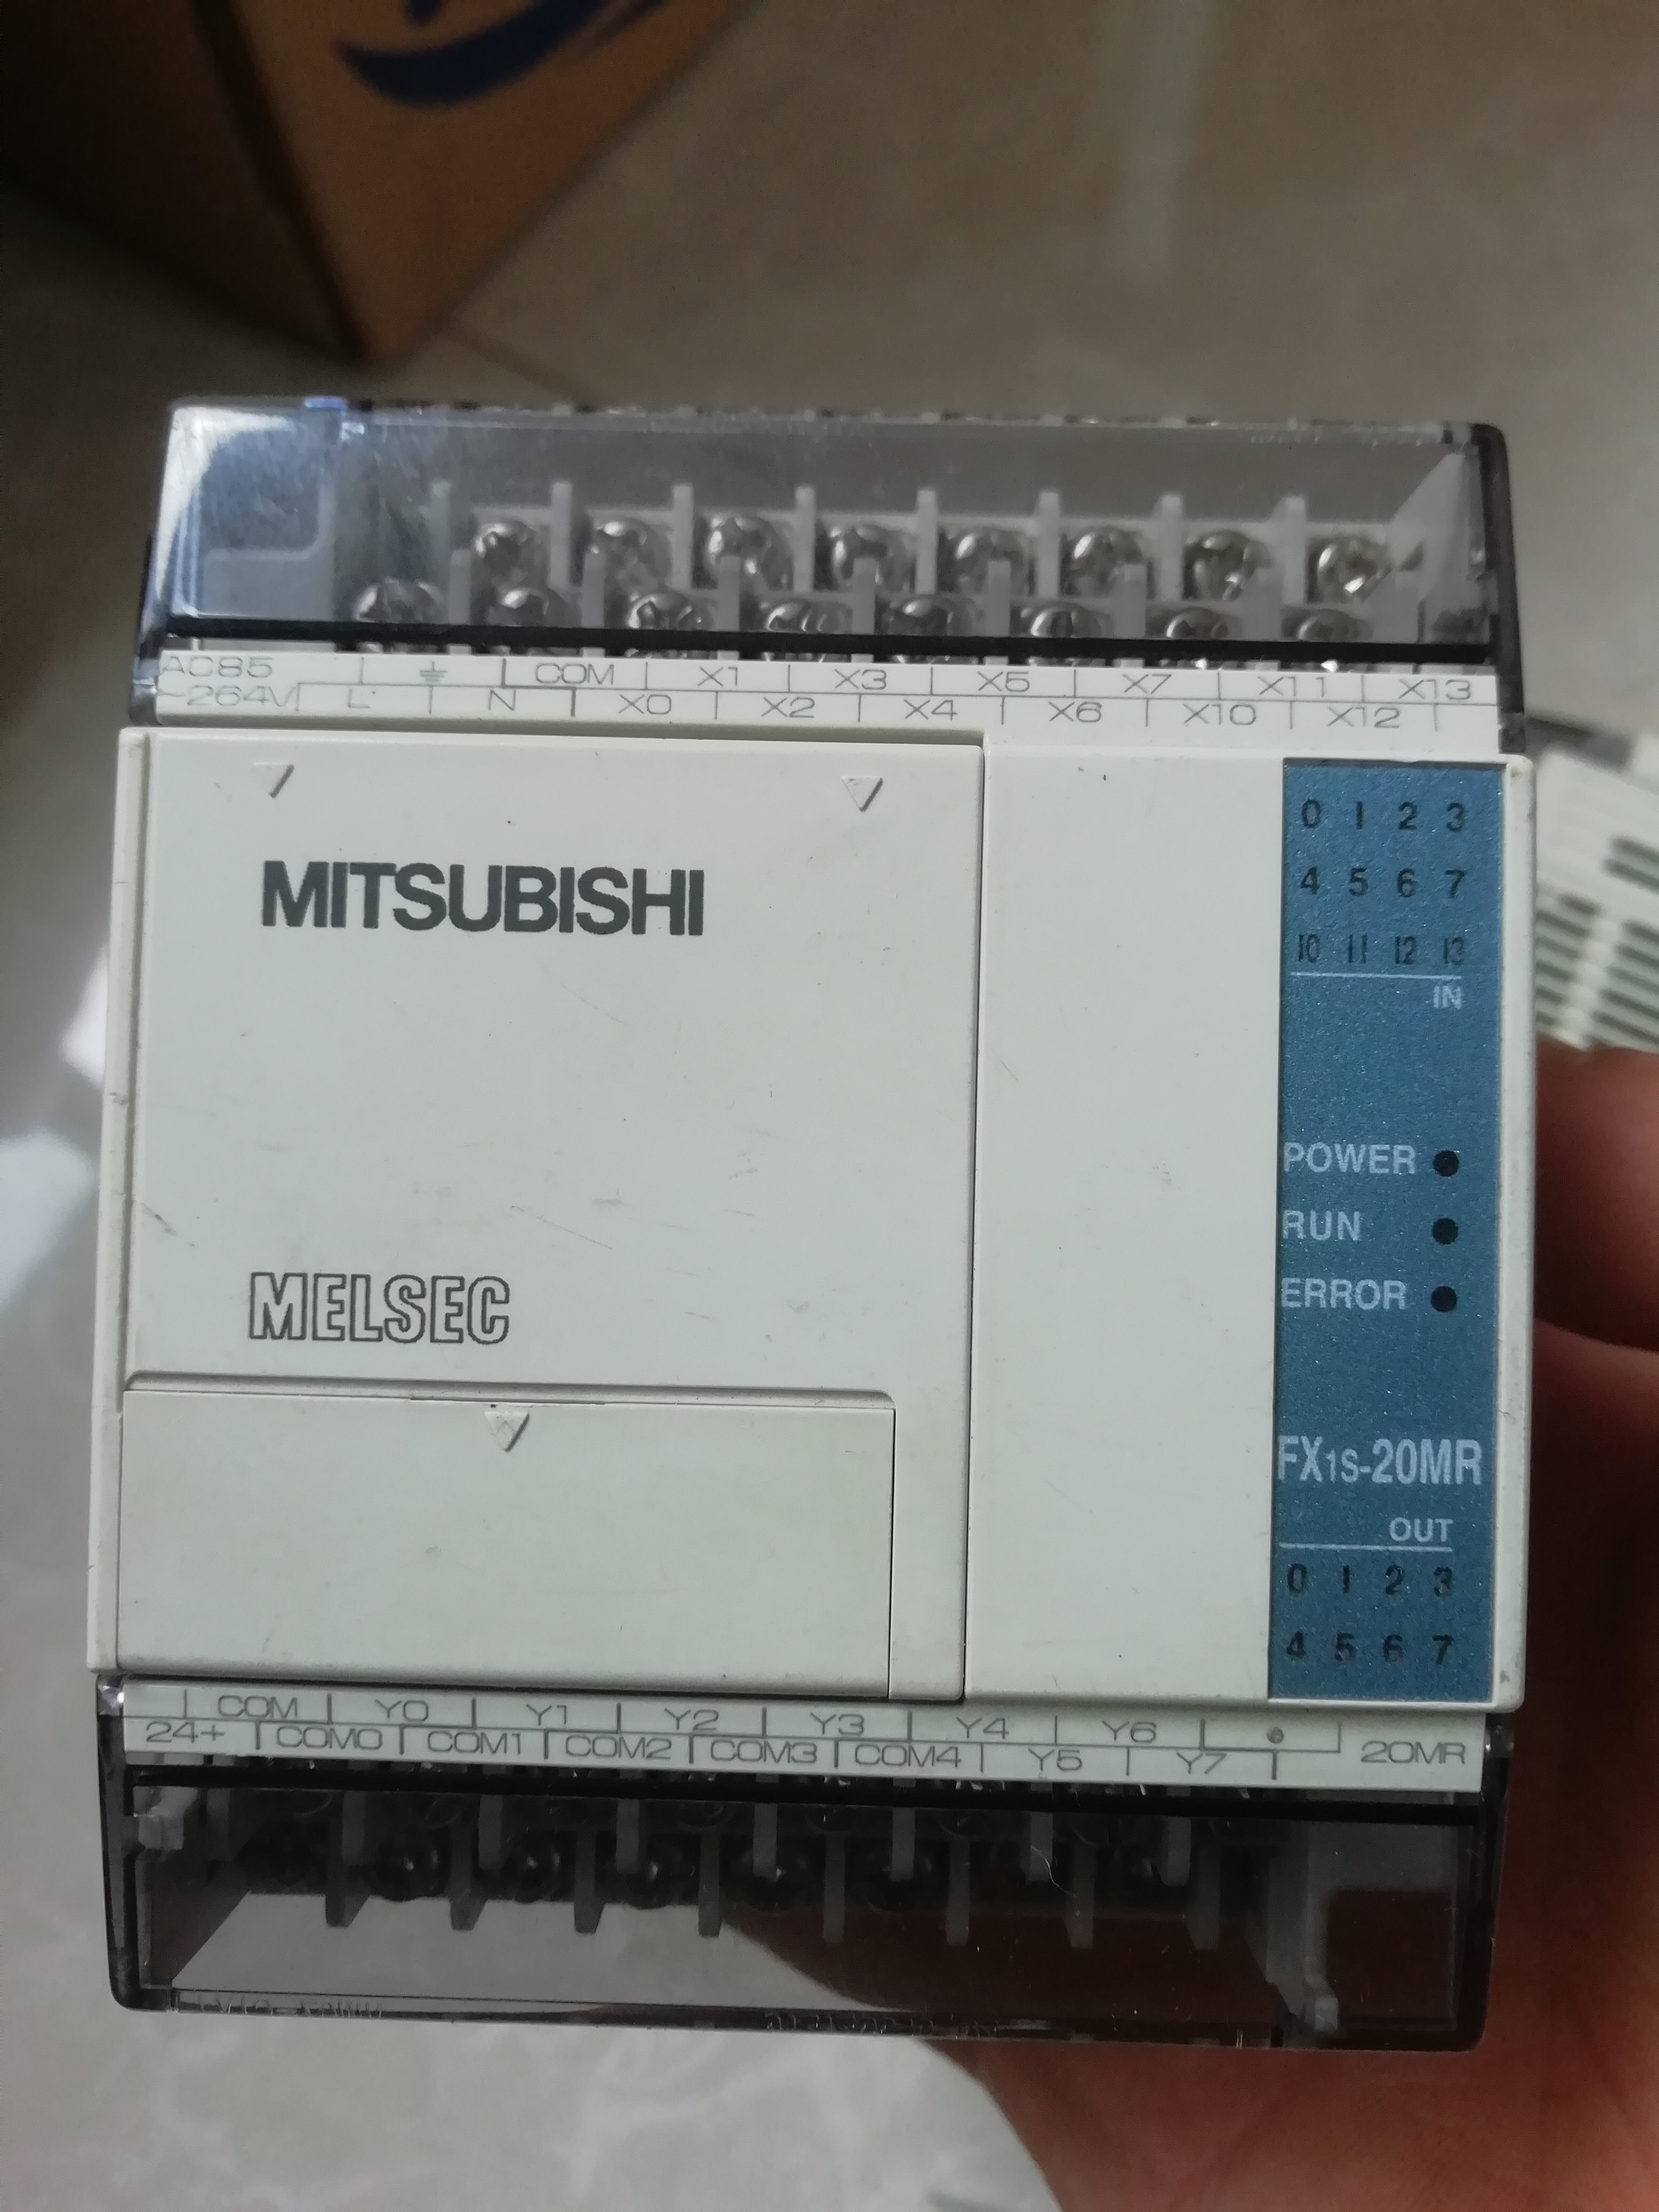 AC85 ⏚ COM X1 X3 X5 X7 X11 X13
~264V L N X0 X2 X4 X6 X10 X12
0 1 2 3
4 5 6 7
10 11 12 13
IN
MITSUBISHI
POWER
RUN
ERROR
MELSEC
FX1S-20MR
OUT
0 1 2 3
4 5 6 7
COM Y0 Y1 Y2 Y3 Y4 Y6 •
24+ COM0 COM1 COM2 COM3 COM4 Y5 Y7 20MR